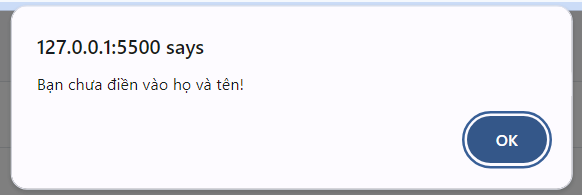 127.0.0.1:5500 says
Bạn chưa điền vào họ và tên!
OK